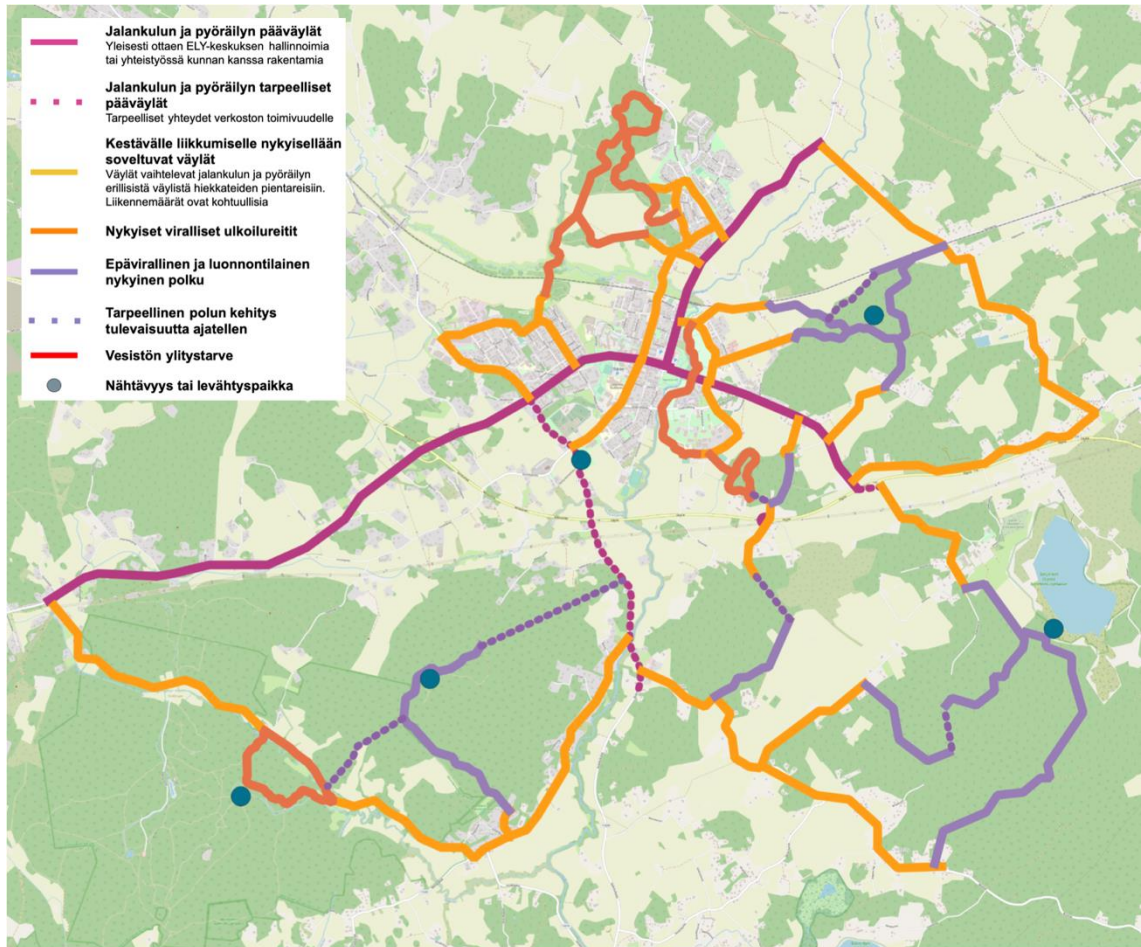 Jalankulun ja pyöräilyn pääväylät
Yleisesti ottaen ELY-keskuksen hallinnoimia
tai yhteistyössä kunnan kanssa rakentamia
Jalankulun ja pyöräilyn tarpeelliset
pääväylät
Tarpeelliset yhteydet verkoston toimivuudelle
Kestävälle liikkumiselle nykyisellään
soveltuvat väylät
Väylät vaihtelevat jalankulun ja pyöräilyn
erillisistä väylistä hiekkateiden pientareisiin.
Liikennemäärät ovat kohtuullisia
Nykyiset viralliset ulkoilureitit
Epävirallinen ja luonnontilainen
nykyinen polku
Tarpeellinen polun kehitys
tulevaisuutta ajatellen
Vesistön ylitystarve
Nähtävyys tai levähtyspaikka